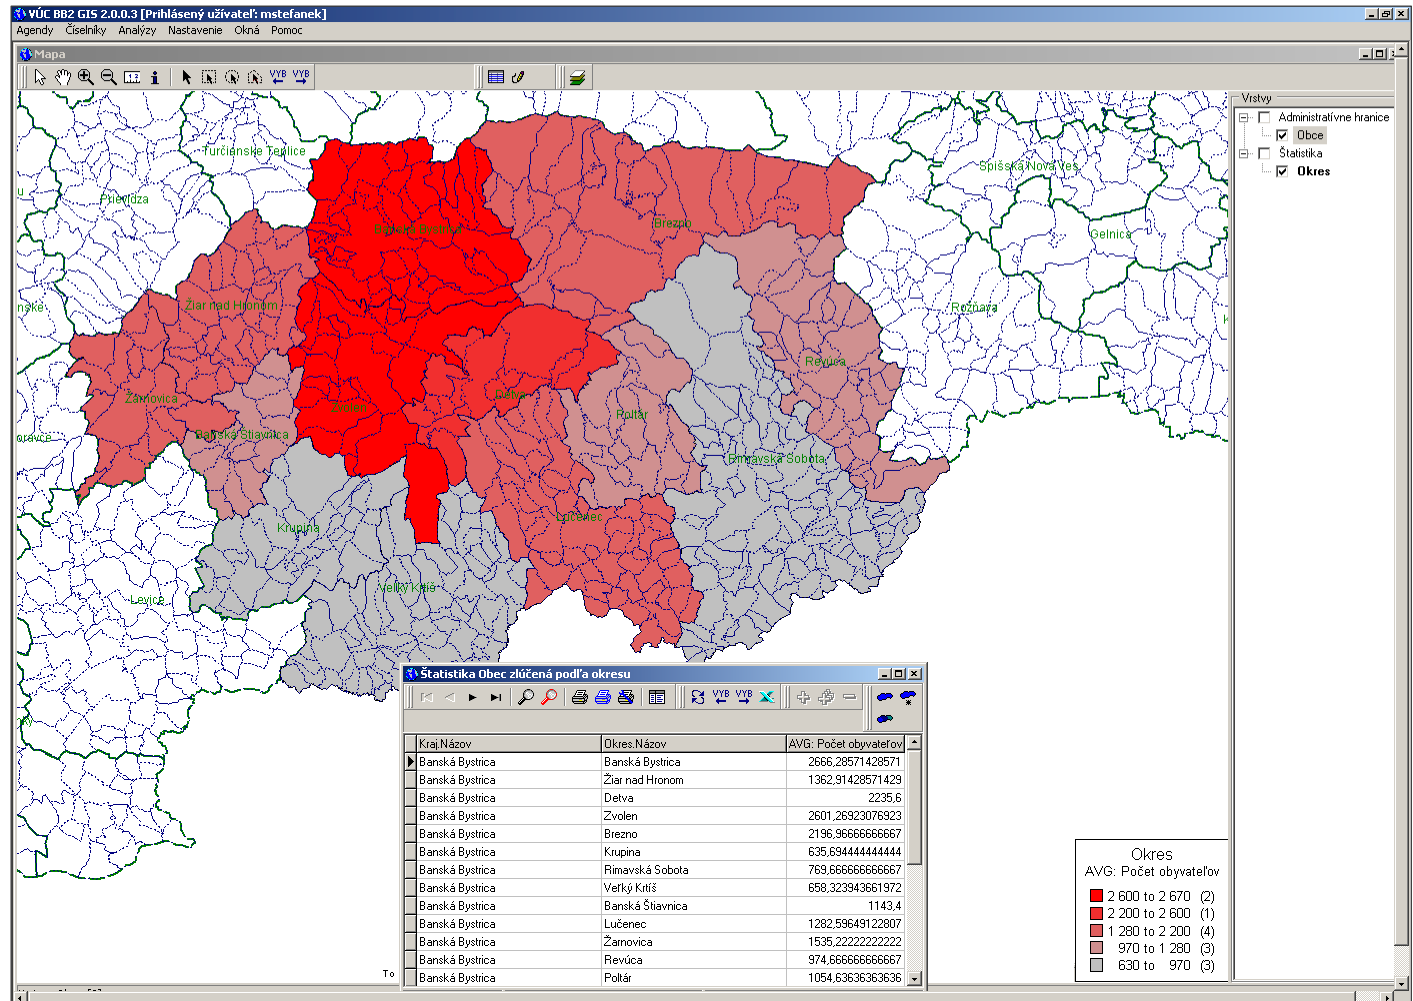 VÚC BB2 GIS 2.0.0.3 [Prihlásený užívateľ: mstefanek]
Agendy Číselníky Analýzy Nastavenie Okná Pomoc
Mapa
VYB VYB
Vrstvy
Administratívne hranice
Obce
Štatistika
Okres
Turčianske Teplice
Prievidza
Spišská Nová Ves
Brezno
Gelnica
Žiar nad Hronom
Rožňava
Revúca
Žarnovica
Detva
Poltár
Banská Štiavnica
Rimavská Sobota
Lučenec
Krupina
Veľký Krtíš
Levice
Štatistika Obec zlúčená podľa okresu
VYB VYB
Kraj.Názov Okres.Názov AVG: Počet obyvateľov
Banská Bystrica Banská Bystrica 2666,28571428571
Banská Bystrica Žiar nad Hronom 1362,91428571429
Banská Bystrica Detva 2235,6
Banská Bystrica Zvolen 2601,26923076923
Banská Bystrica Brezno 2196,96666666667
Banská Bystrica Krupina 635,694444444444
Banská Bystrica Rimavská Sobota 769,666666666667
Banská Bystrica Veľký Krtíš 658,323943661972
Banská Bystrica Banská Štiavnica 1143,4
Banská Bystrica Lučenec 1282,59649122807
Banská Bystrica Žarnovica 1535,22222222222
Banská Bystrica Revúca 974,666666666667
Banská Bystrica Poltár 1054,63636363636
Okres
AVG: Počet obyvateľov
2 600 to 2 670 (2)
2 200 to 2 600 (1)
1 280 to 2 200 (4)
970 to 1 280 (3)
630 to 970 (3)
To